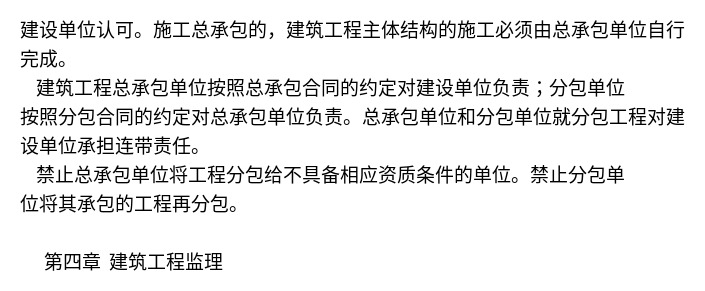 建设单位认可。施工总承包的，建筑工程主体结构的施工必须由总承包单位自行
完成。
建筑工程总承包单位按照总承包合同的约定对建设单位负责；分包单位
按照分包合同的约定对总承包单位负责。总承包单位和分包单位就分包工程对建
设单位承担连带责任。
禁止总承包单位将工程分包给不具备相应资质条件的单位。禁止分包单
位将其承包的工程再分包。
第四章 建筑工程监理